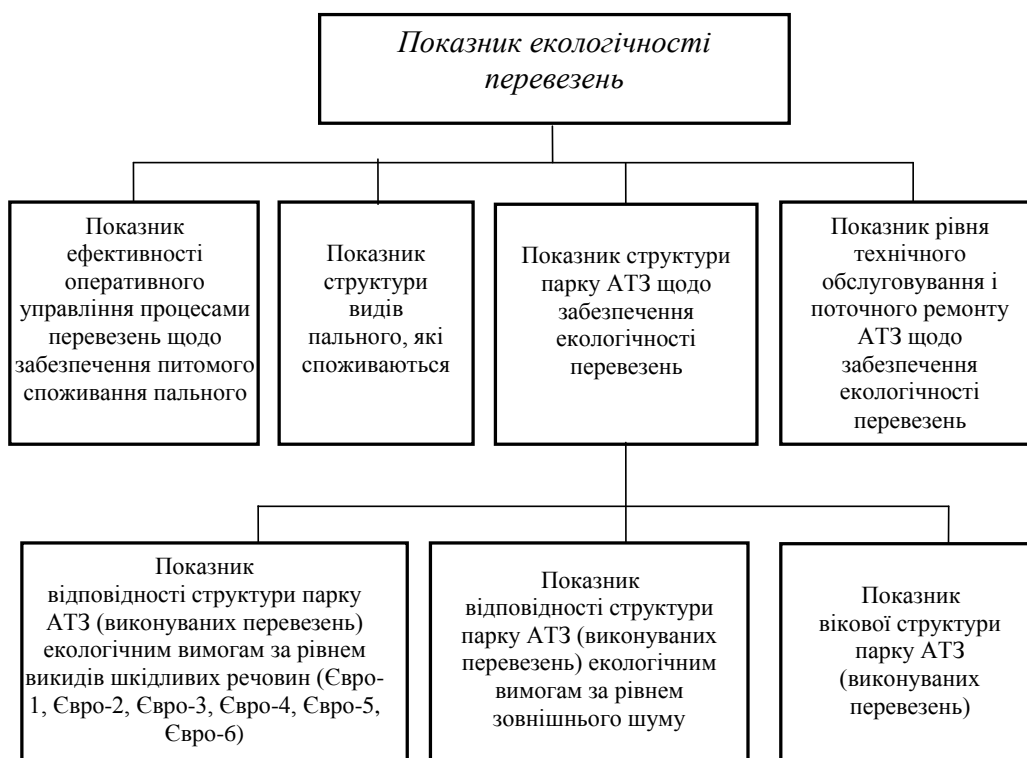 Показник екологічності
перевезень
Показник
ефективності
оперативного
управління процесами
перевезень щодо
забезпечення питомого
споживання пального
Показник
структури
видів
пального, які
споживаються
Показник структури
парку АТЗ щодо
забезпечення
екологічності
перевезень
Показник рівня
технічного
обслуговування і
поточного ремонту
АТЗ щодо
забезпечення
екологічності
перевезень
Показник
відповідності структури парку
АТЗ (виконуваних перевезень)
екологічним вимогам за рівнем
викидів шкідливих речовин (Євро-
1, Євро-2, Євро-3, Євро-4, Євро-5,
Євро-6)
Показник
відповідності структури
парку АТЗ (виконуваних
перевезень) екологічним
вимогам за рівнем
зовнішнього шуму
Показник
вікової структури
парку АТЗ
(виконуваних
перевезень)